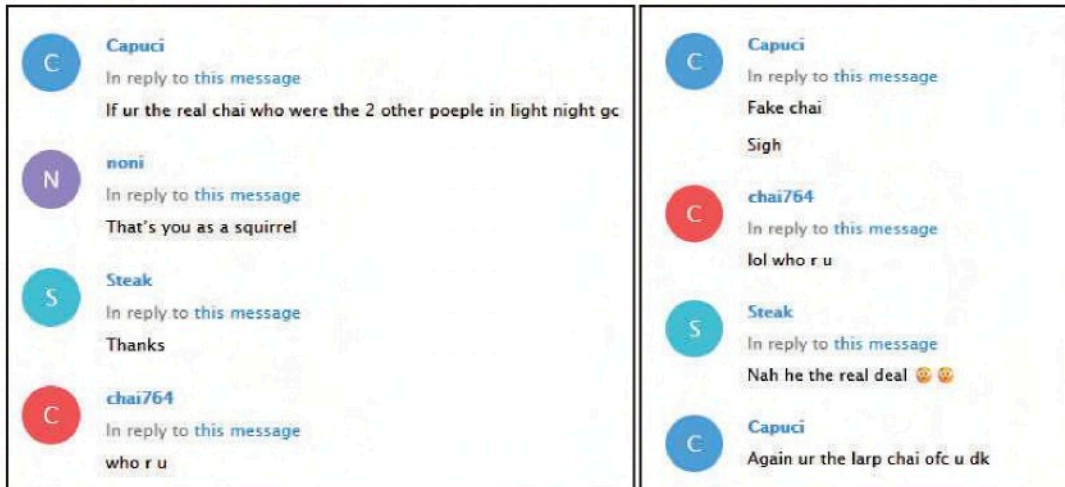 C
Capuci
In reply to this message
If ur the real chai who were the 2 other poeple in light night gc
N
noni
In reply to this message
That's you as a squirrel
S
Steak
In reply to this message
Thanks
C
chai764
In reply to this message
who r u
C
Capuci
In reply to this message
Fake chai
Sigh
C
chai764
In reply to this message
lol who r u
S
Steak
In reply to this message
Nah he the real deal 😳😳
C
Capuci
In reply to this message
Again ur the larp chai ofc u dk